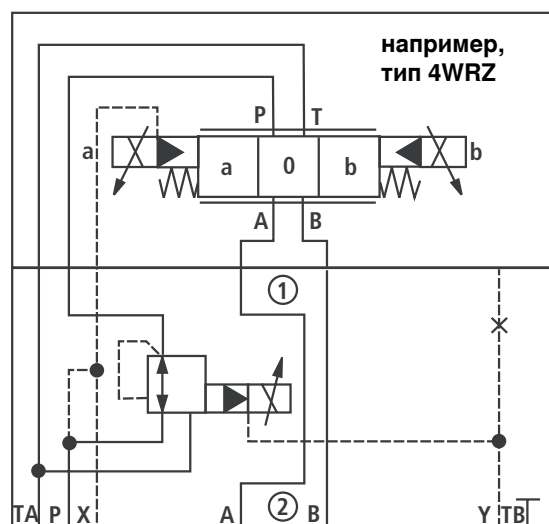 например,
тип 4WRZ
P T
a a 0 b b
A B
1
TA P X A 2 B Y TB